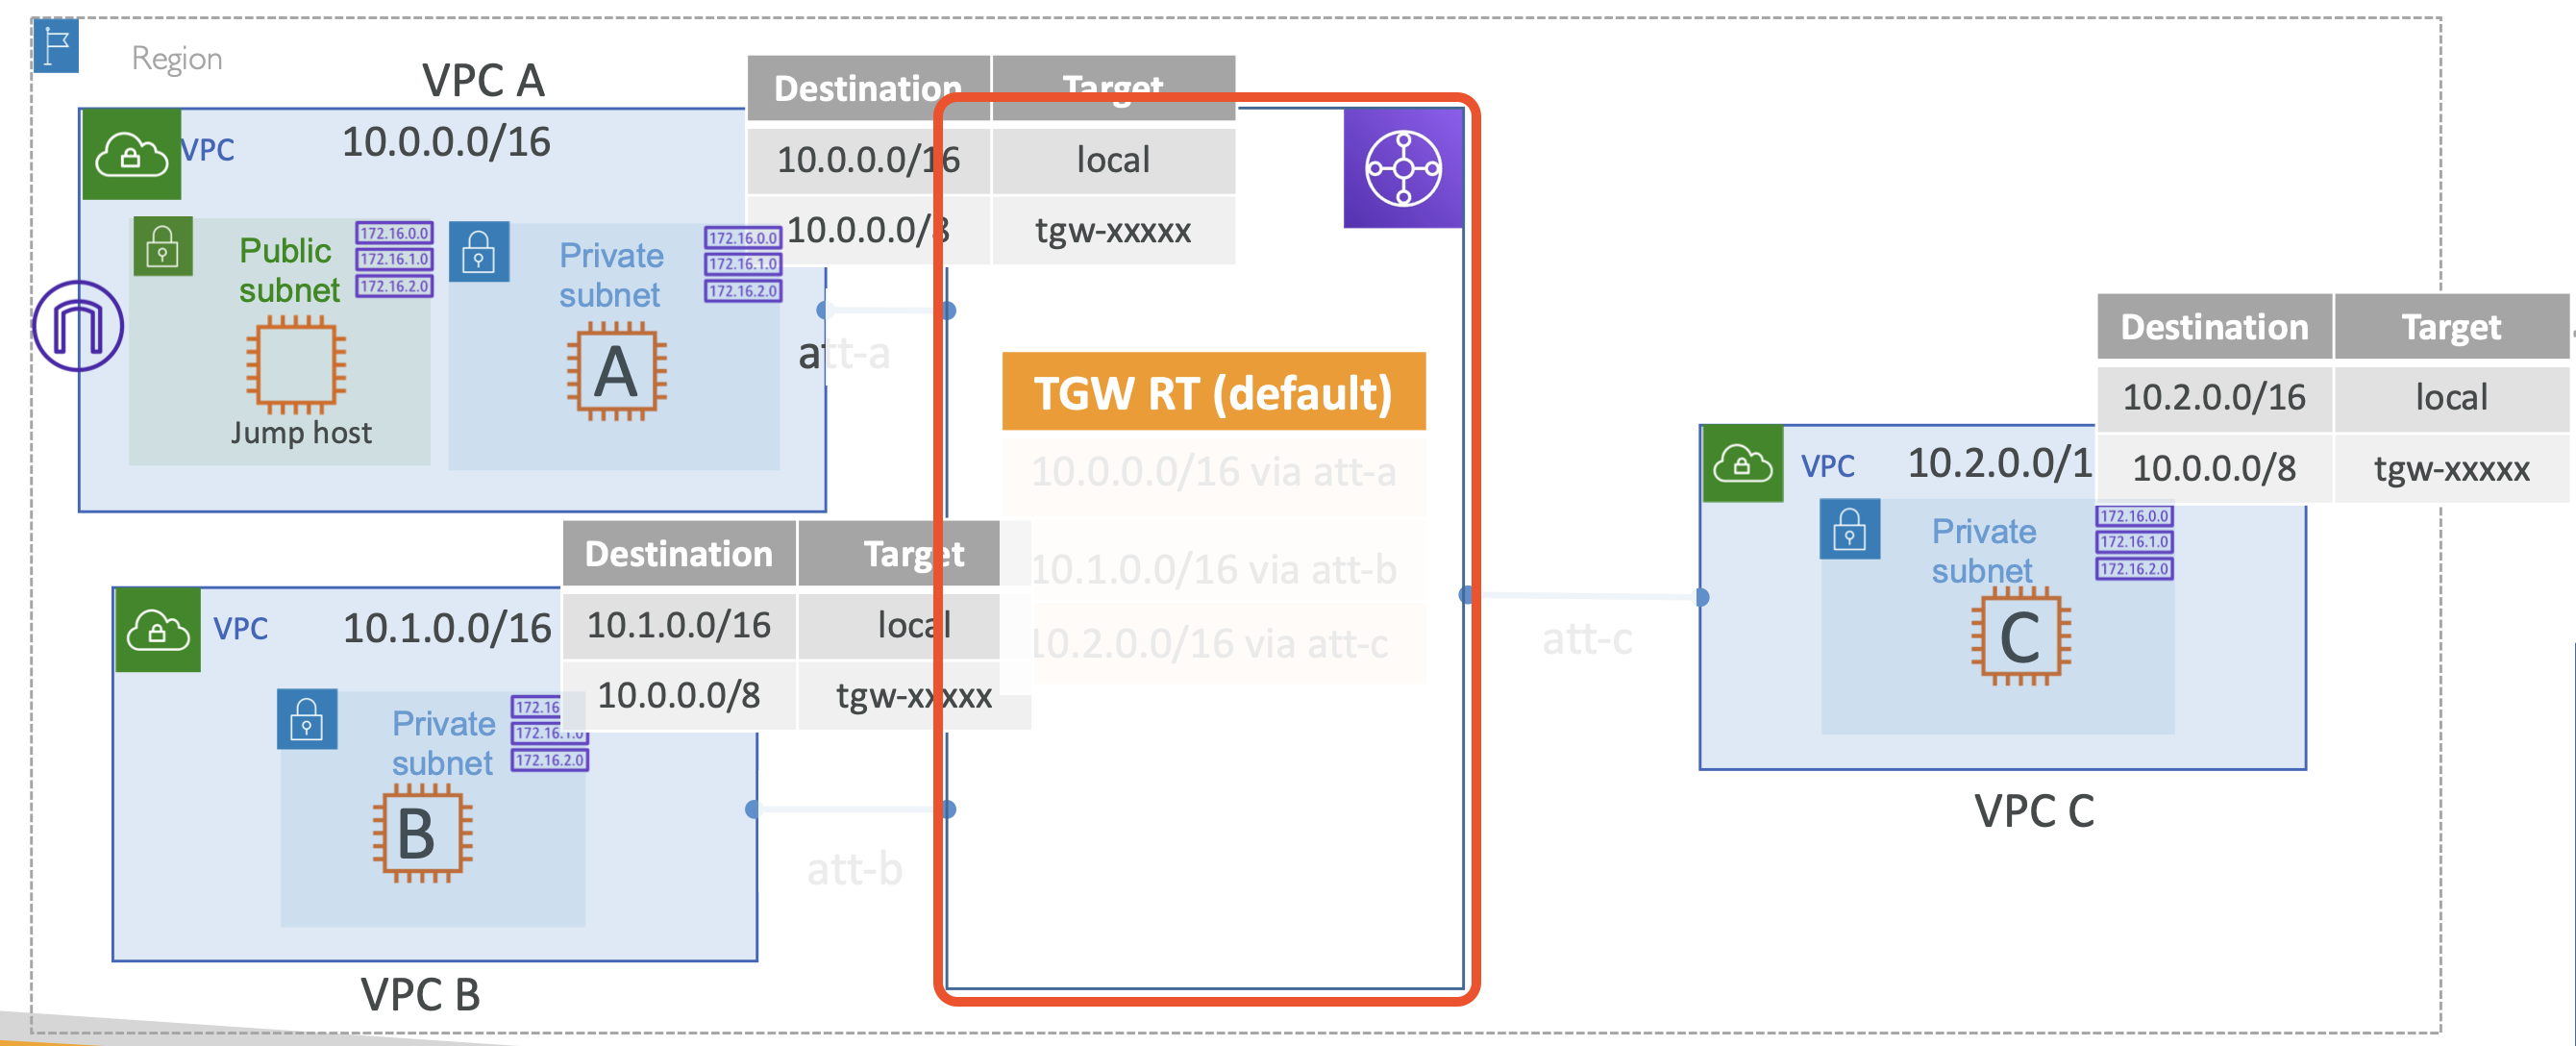 Region
VPC A
Destination Target
10.0.0.0/16 local
10.0.0.0/8 tgw-xxxxx
VPC
10.0.0.0/16
Public
subnet
172.16.0.0
172.16.1.0
172.16.2.0
Jump host
Private
subnet
172.16.0.0
172.16.1.0
172.16.2.0
A
att-a
TGW RT (default)
10.0.0.0/16 via att-a
10.1.0.0/16 via att-b
10.2.0.0/16 via att-c
Destination Target
10.1.0.0/16 local
10.0.0.0/8 tgw-xxxxx
VPC
10.1.0.0/16
Private
subnet
172.16
172.16.1.0
172.16.2.0
B
att-b
VPC B
att-c
Destination Target
10.2.0.0/16 local
10.0.0.0/8 tgw-xxxxx
VPC
10.2.0.0/1
Private
subnet
172.16.0.0
172.16.1.0
172.16.2.0
C
VPC C